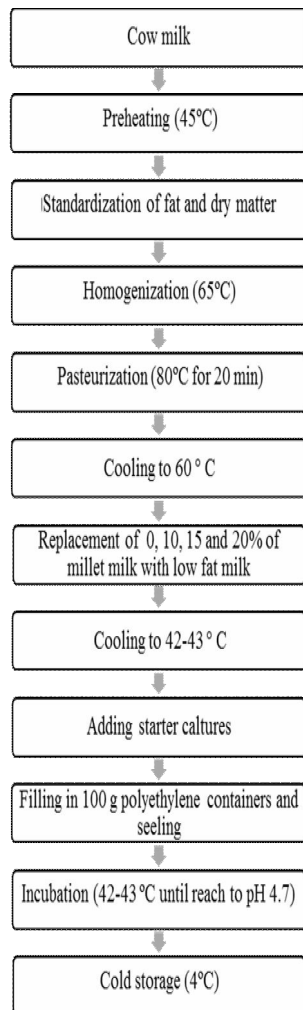 Cow milk
Preheating (45ºC)
Standardization of fat and dry matter
Homogenization (65ºC)
Pasteurization (80ºC for 20 min)
Cooling to 60 º C
Replacement of 0, 10, 15 and 20% of
millet milk with low fat milk
Cooling to 42-43 º C
Adding starter caltures
Filling in 100 g polyethylene containers and
seeling
Incubation (42-43 ºC until reach to pH 4.7)
Cold storage (4ºC)